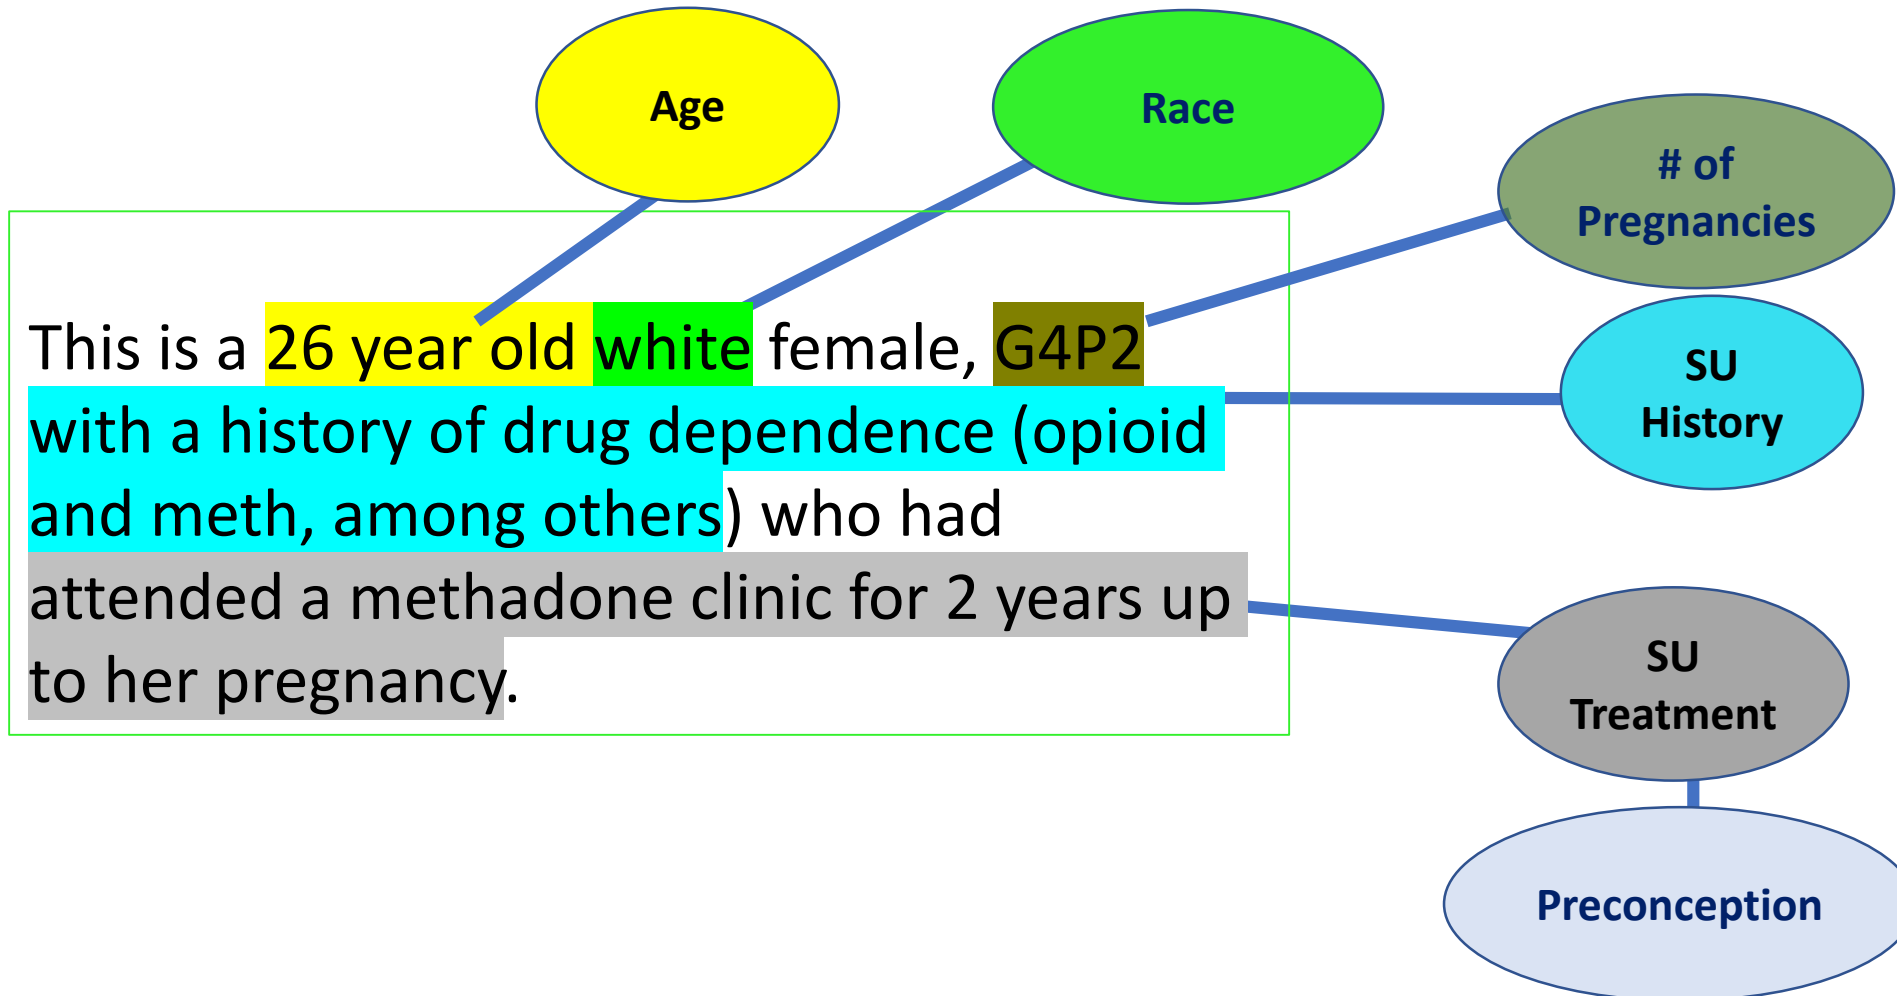 Age
Race
# of
Pregnancies
This is a 26 year old white female, G4P2
with a history of drug dependence (opioid
and meth, among others) who had
attended a methadone clinic for 2 years up
to her pregnancy.
SU
History
SU
Treatment
Preconception